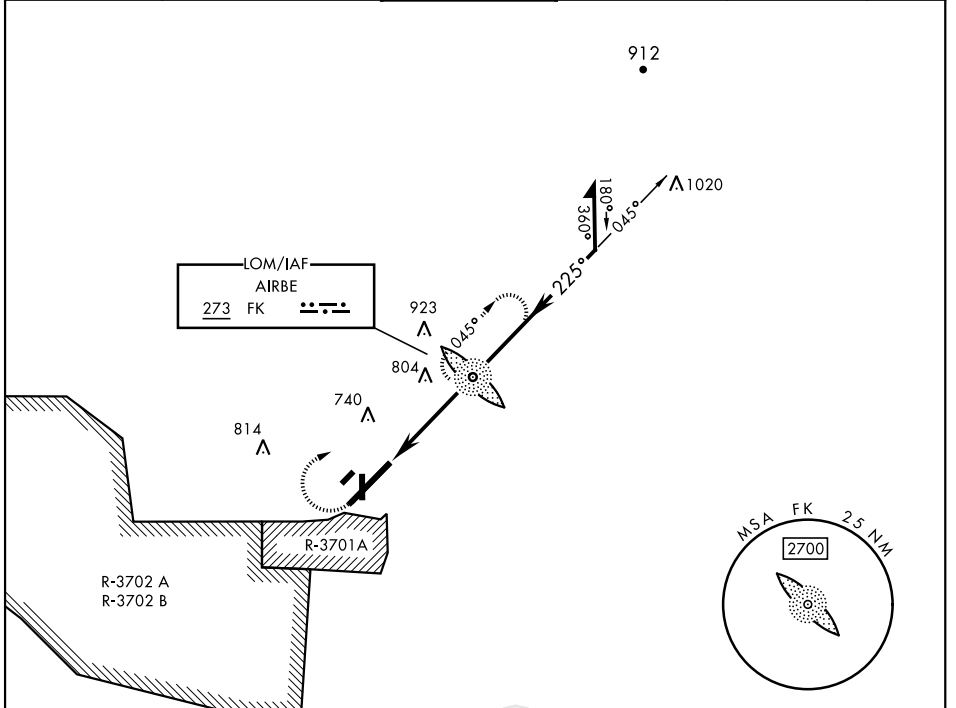 912
1020
180°
360°
045°
225°
LOM/IAF
AIRBE
273 FK
923
045°
804
740
814
R-3701A
R-3702 A
R-3702 B
MSA FK 25 NM
2700